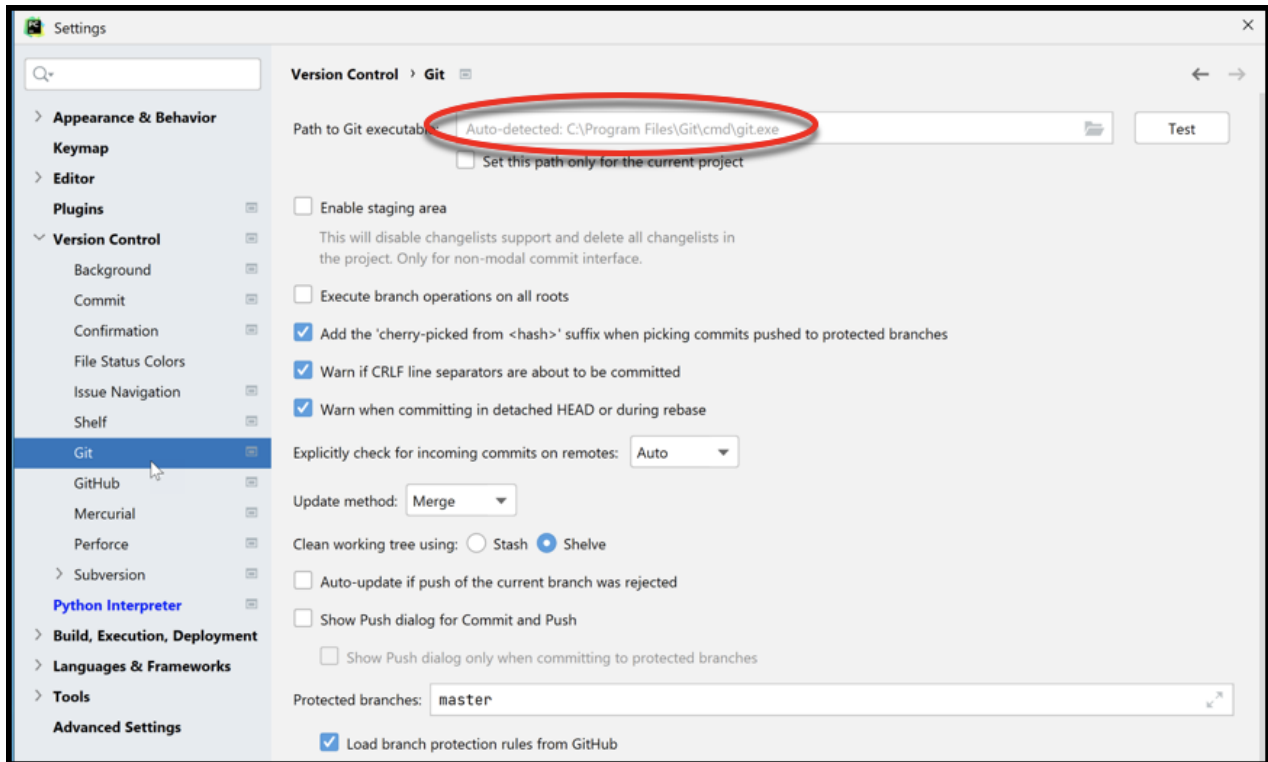 PC Settings
Appearance & Behavior
Keymap
Editor
Plugins
Version Control
Background
Commit
Confirmation
File Status Colors
Issue Navigation
Shelf
Git
GitHub
Mercurial
Perforce
Subversion
Python Interpreter
Build, Execution, Deployment
Languages & Frameworks
Tools
Advanced Settings
Version Control › Git
Path to Git executable: Auto-detected: C:\Program Files\Git\cmd\git.exe Test
Set this path only for the current project
Enable staging area
This will disable changelists support and delete all changelists in
the project. Only for non-modal commit interface.
Execute branch operations on all roots
Add the 'cherry-picked from <hash>' suffix when picking commits pushed to protected branches
Warn if CRLF line separators are about to be committed
Warn when committing in detached HEAD or during rebase
Explicitly check for incoming commits on remotes: Auto
Update method: Merge
Clean working tree using: Stash Shelve
Auto-update if push of the current branch was rejected
Show Push dialog for Commit and Push
Show Push dialog only when committing to protected branches
Protected branches: master
Load branch protection rules from GitHub